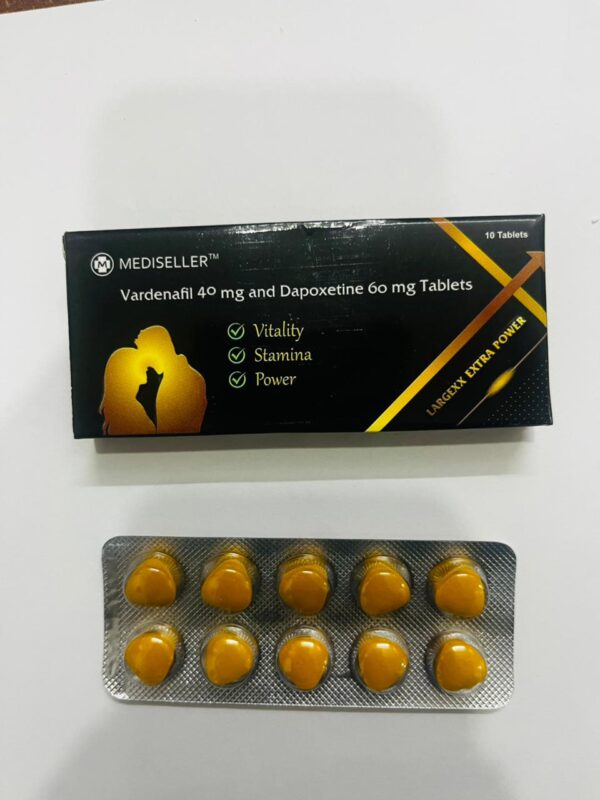 10 Tablets
M MEDISELLER™
Vardenafil 40 mg and Dapoxetine 60 mg Tablets
Vitality
Stamina
Power
LARGEXX EXTRA POWER